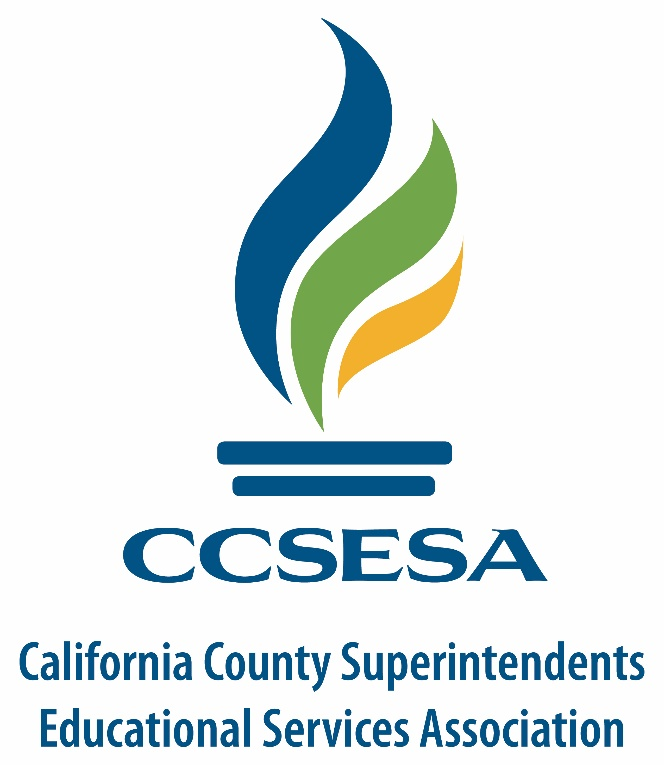 CCSESA
California County Superintendents
Educational Services Association